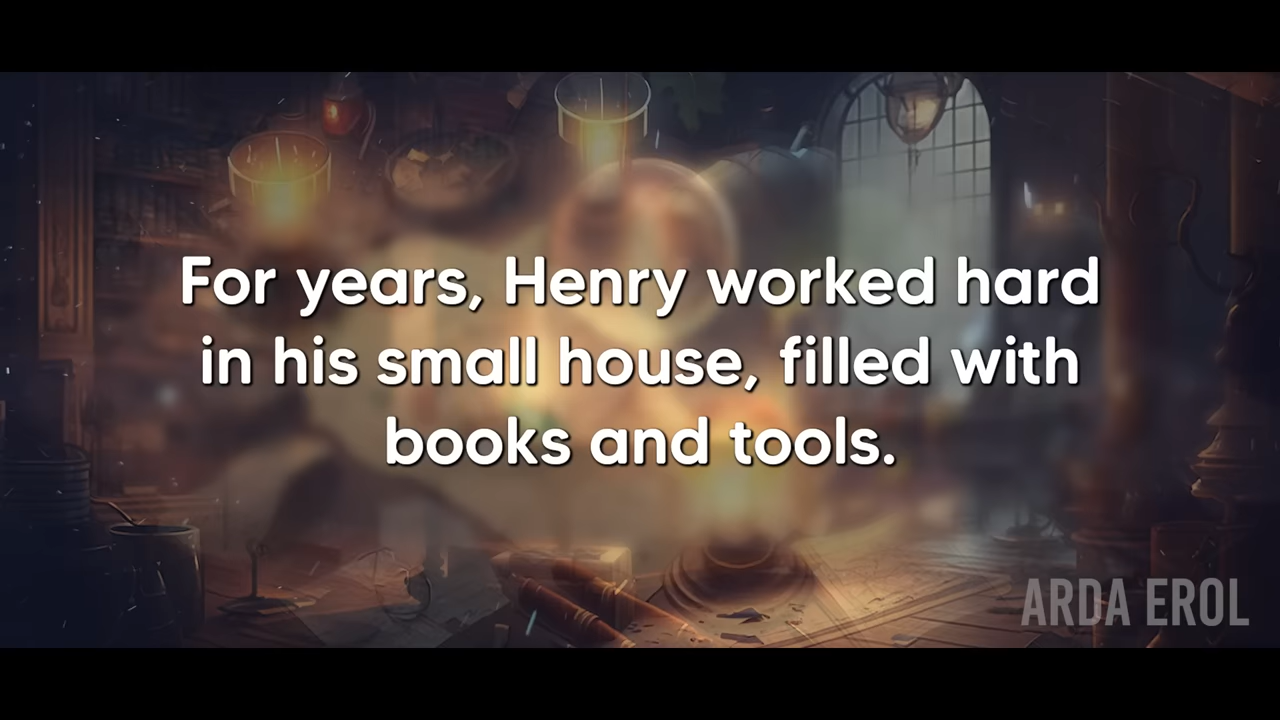 For years, Henry worked hard
in his small house, filled with
books and tools.
ARDA EROL